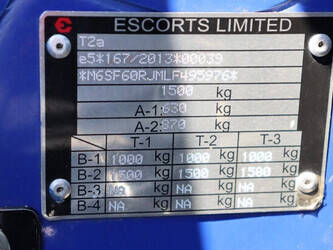 ESCORTS LIMITED
T2a
e5*167/2013*00039
*M6SF60RJMLF495976*
1500 kg
A-1: 630 kg
A-2: 870 kg
T-1 T-2 T-3
B-1 1000 kg 1000 kg 1000 kg
B-2 1500 kg 1500 kg 1500 kg
B-3 NA kg NA kg NA kg
B-4 NA kg NA kg NA kg